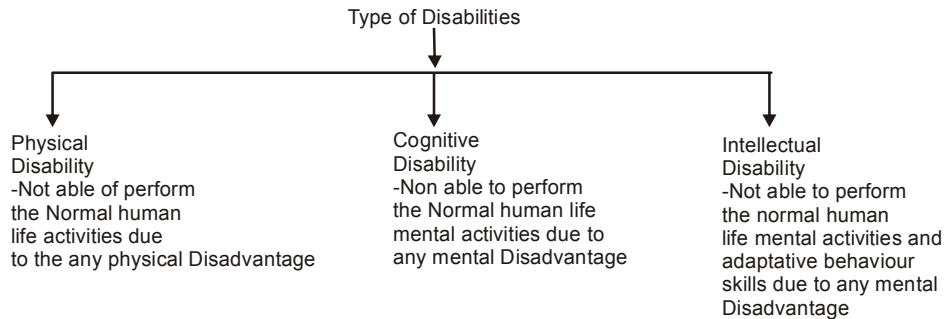 Type of Disabilities
Physical
Disability
-Not able of perform
the Normal human
life activities due
to the any physical Disadvantage
Cognitive
Disability
-Non able to perform
the Normal human life
mental activities due to
any mental Disadvantage
Intellectual
Disability
-Not able to perform
the normal human
life mental activities and
adaptative behaviour
skills due to any mental
Disadvantage